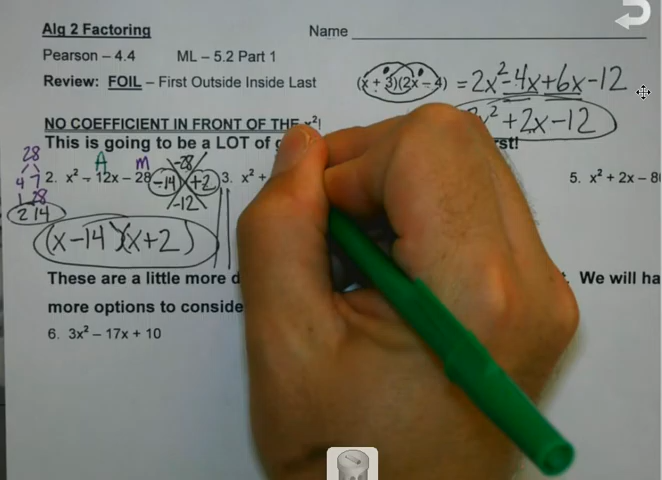 Alg 2 Factoring
Name
Pearson – 4.4 ML – 5.2 Part 1
Review: FOIL – First Outside Inside Last (x + 3)(2x – 4) = 2x² - 4x + 6x - 12
x² + 2x - 12
NO COEFFICIENT IN FRONT OF THE x²!
This is going to be a LOT of
28 A M -28
4 7 2. x² – 12x – 28 -14 +2 3. x² + 5. x² + 2x – 8
28 -12
2 14
(x - 14)(x + 2)
These are a little more We will ha
more options to conside
6. 3x² – 17x + 10